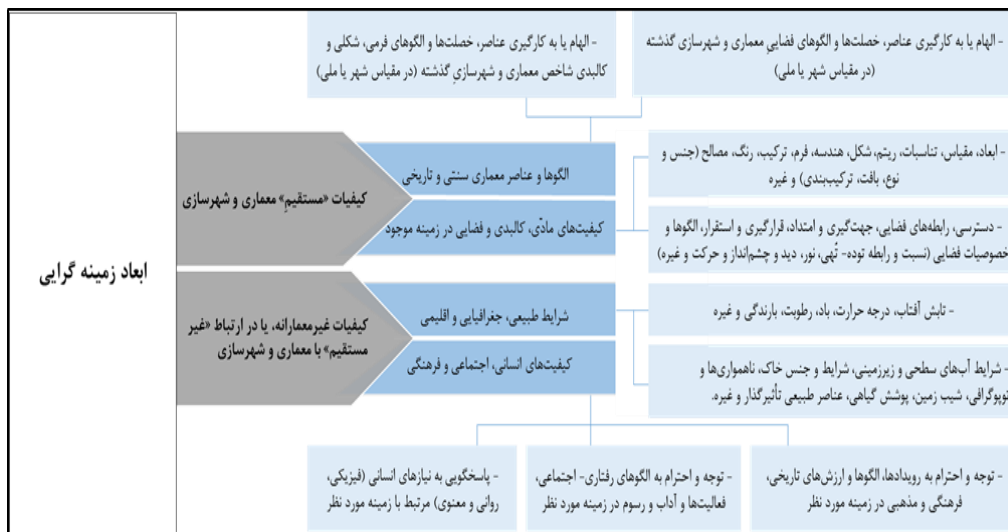 - الهام یا به کارگیری عناصر، خصلت‌ها و الگوهای فضایی معماری و شهرسازی گذشته
(در مقیاس شهر یا ملی)
- الهام یا به کارگیری عناصر، خصلت‌ها و الگوهای فرمی، شکلی و
کالبدی شاخص معماری و شهرسازی گذشته (در مقیاس شهر یا ملی)
ابعاد زمینه گرایی
کیفیات «مستقیمِ» معماری و شهرسازی
الگوها و عناصر معماری سنتی و تاریخی
کیفیت‌های مادّی، کالبدی و فضایی در زمینه موجود
- ابعاد، مقیاس، تناسبات، ریتم، شکل، هندسه، فرم، ترکیب، رنگ، مصالح (جنس و
نوع، بافت، ترکیب‌بندی) و غیره
- دسترسی، رابطه‌های فضایی، جهت‌گیری و امتداد، قرارگیری و استقرار، الگوها و
خصوصیات فضایی (نسبت و رابطه توده- تُهی، نور، دید و چشم‌انداز و حرکت و غیره)
کیفیات غیرمعمارانه، یا در ارتباط «غیر
مستقیم» با معماری و شهرسازی
شرایط طبیعی، جغرافیایی و اقلیمی
کیفیت‌های انسانی، اجتماعی و فرهنگی
- تابش آفتاب، درجه حرارت، باد، رطوبت، بارندگی و غیره
- شرایط آب‌های سطحی و زیرزمینی، شرایط و جنس خاک، ناهمواری‌ها و
توپوگرافی، شیب زمین، پوشش گیاهی، عناصر طبیعی تأثیرگذار و غیره.
- توجه و احترام به رویدادها، الگوها و ارزش‌های تاریخی،
فرهنگی و مذهبی در زمینه مورد نظر
- توجه و احترام به الگوهای رفتاری- اجتماعی،
فعالیت‌ها و آداب و رسوم در زمینه مورد نظر
- پاسخگویی به نیازهای انسانی (فیزیکی،
روانی و معنوی) مرتبط با زمینه مورد نظر